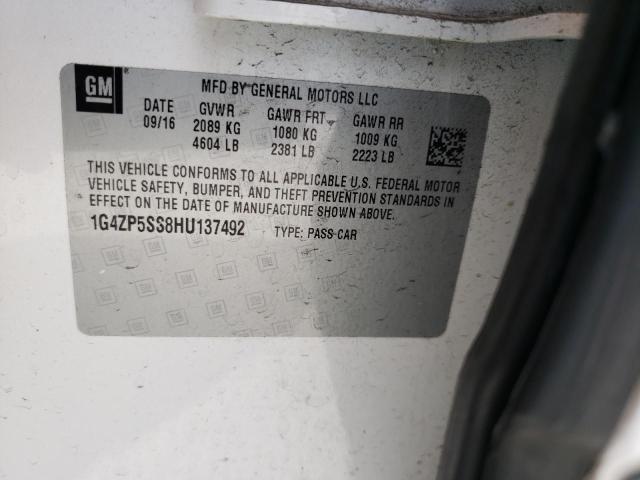 GM
MFD BY GENERAL MOTORS LLC
DATE GVWR GAWR FRT GAWR RR
09/16 2089 KG 1080 KG 1009 KG
4604 LB 2381 LB 2223 LB
THIS VEHICLE CONFORMS TO ALL APPLICABLE U.S. FEDERAL MOTOR
VEHICLE SAFETY, BUMPER, AND THEFT PREVENTION STANDARDS IN
EFFECT ON THE DATE OF MANUFACTURE SHOWN ABOVE.
1G4ZP5SS8HU137492 TYPE: PASS CAR